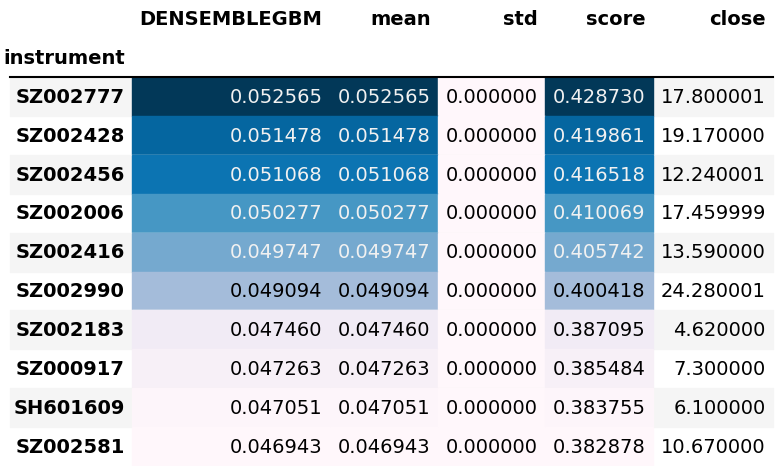 DENSEMBLEGBM mean std score close
instrument
SZ002777 0.052565 0.052565 0.000000 0.428730 17.800001
SZ002428 0.051478 0.051478 0.000000 0.419861 19.170000
SZ002456 0.051068 0.051068 0.000000 0.416518 12.240001
SZ002006 0.050277 0.050277 0.000000 0.410069 17.459999
SZ002416 0.049747 0.049747 0.000000 0.405742 13.590000
SZ002990 0.049094 0.049094 0.000000 0.400418 24.280001
SZ002183 0.047460 0.047460 0.000000 0.387095 4.620000
SZ000917 0.047263 0.047263 0.000000 0.385484 7.300000
SH601609 0.047051 0.047051 0.000000 0.383755 6.100000
SZ002581 0.046943 0.046943 0.000000 0.382878 10.670000